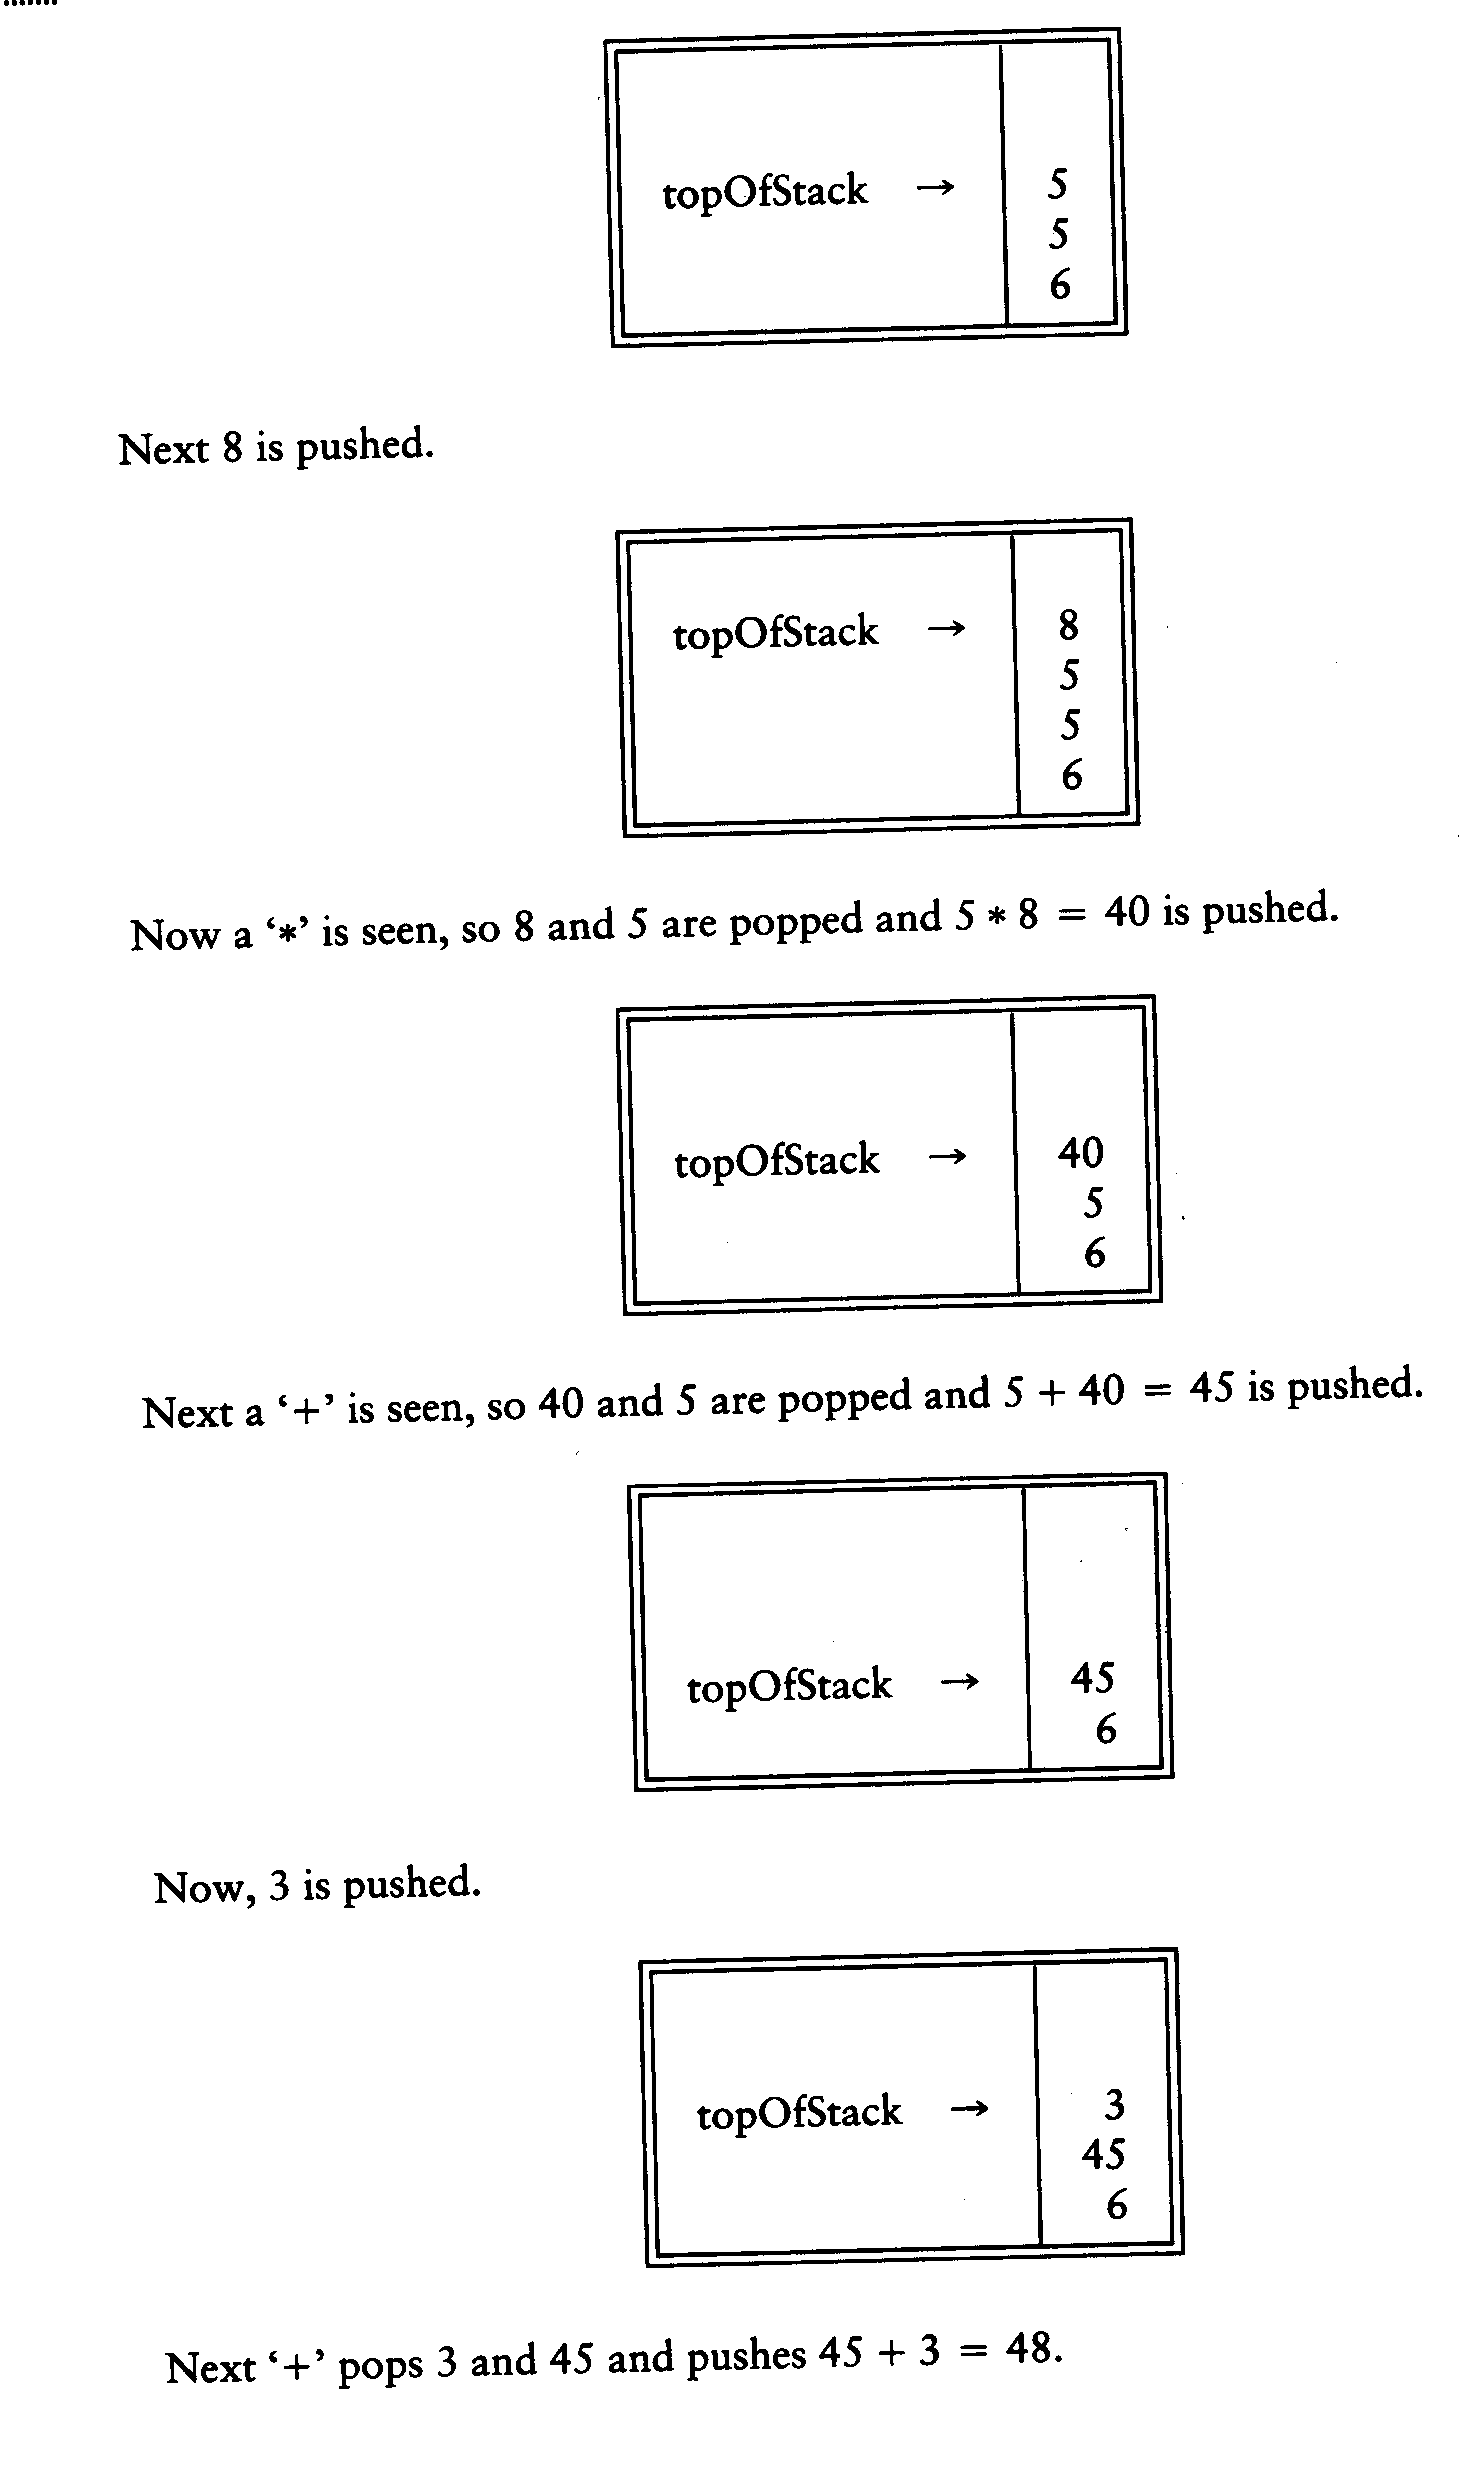 topOfStack → 5
5
6
Next 8 is pushed.
topOfStack → 8
5
5
6
Now a ‘*’ is seen, so 8 and 5 are popped and 5 * 8 = 40 is pushed.
topOfStack → 40
5
6
Next a ‘+’ is seen, so 40 and 5 are popped and 5 + 40 = 45 is pushed.
topOfStack → 45
6
Now, 3 is pushed.
topOfStack → 3
45
6
Next ‘+’ pops 3 and 45 and pushes 45 + 3 = 48.